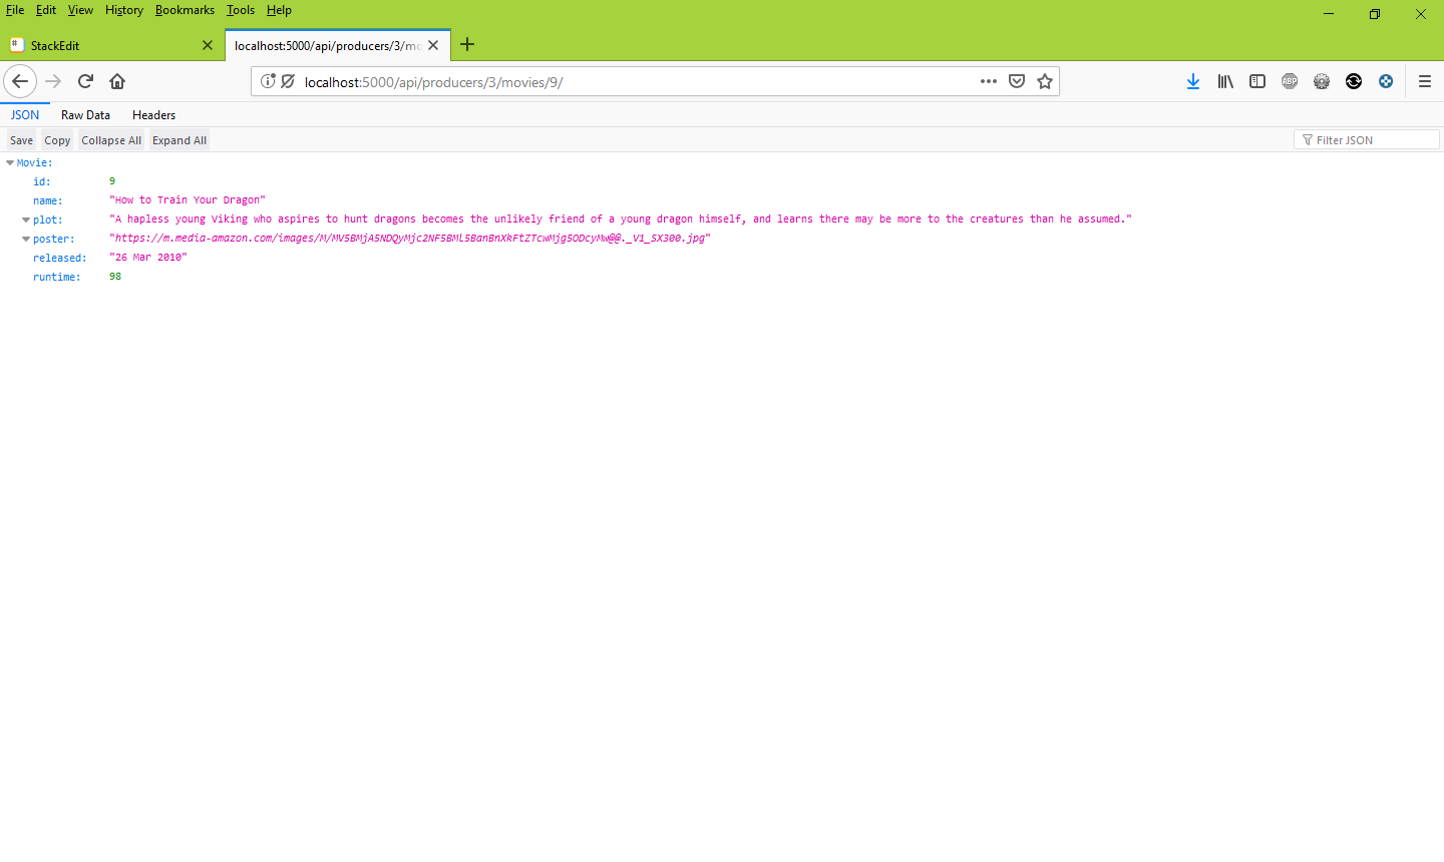 File Edit View History Bookmarks Tools Help
StackEdit
localhost:5000/api/producers/3/mo
localhost:5000/api/producers/3/movies/9/
ABP
JSON Raw Data Headers
Save Copy Collapse All Expand All Filter JSON
Movie:
id: 9
name: "How to Train Your Dragon"
plot: "A hapless young Viking who aspires to hunt dragons becomes the unlikely friend of a young dragon himself, and learns there may be more to the creatures than he assumed."
poster: "https://m.media-amazon.com/images/M/MV5BMjA5NDQyMjc2NF5BMl5BanBnXkFtZTcwMjg5ODcyMw@@._V1_SX300.jpg"
released: "26 Mar 2010"
runtime: 98